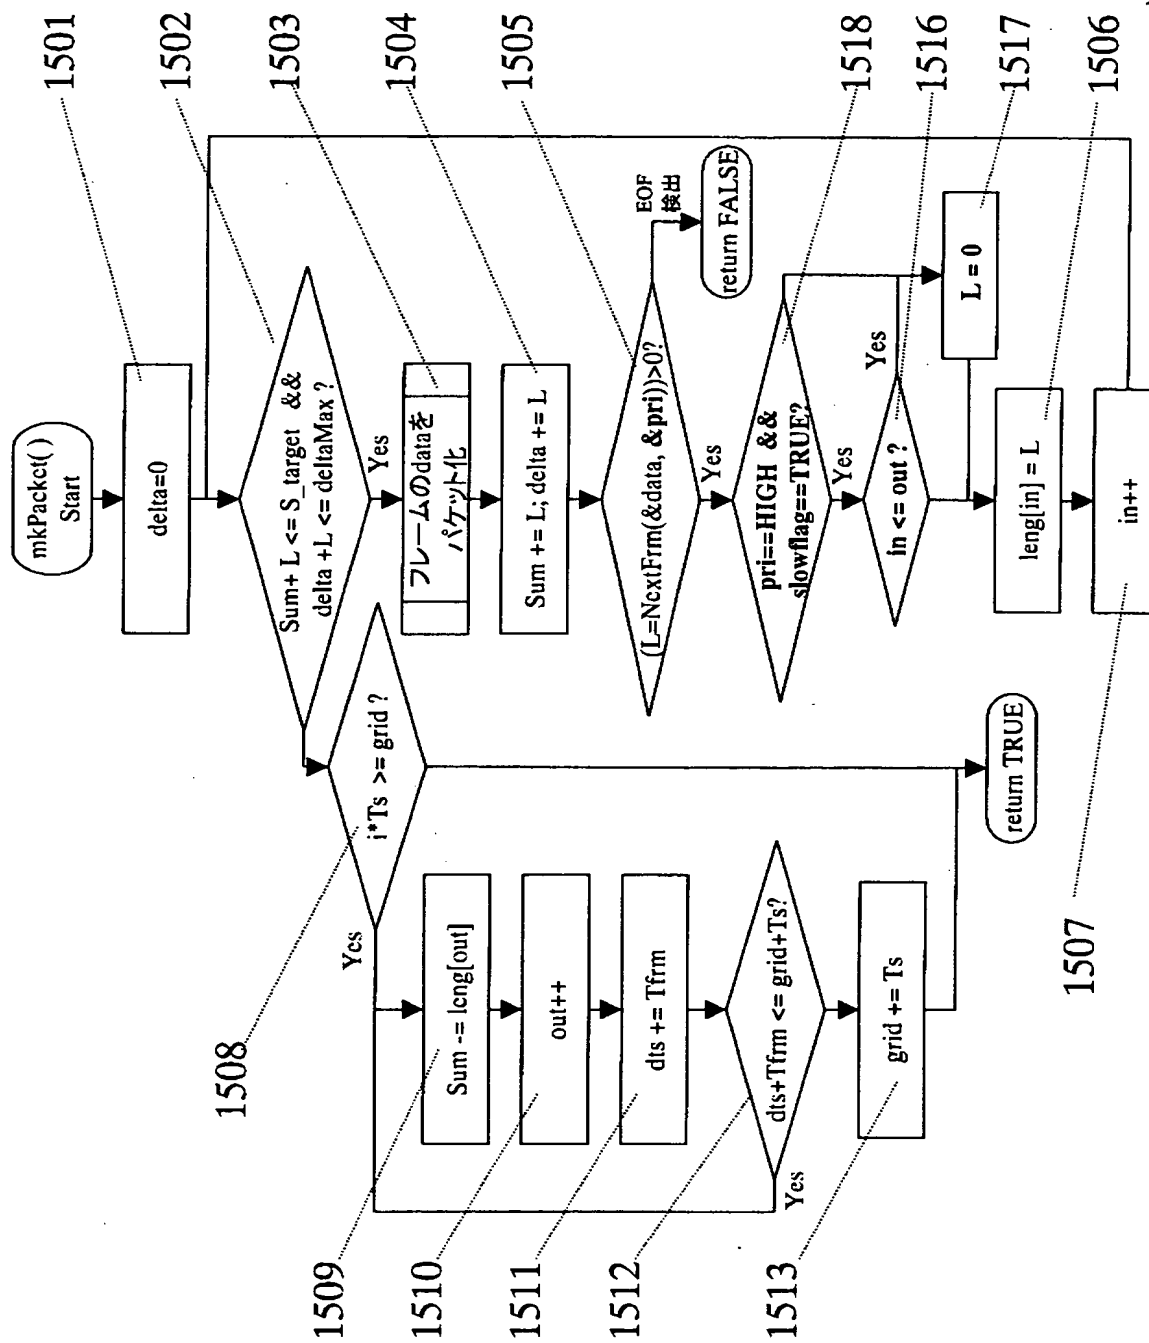 mkPacket( )
Start
1501
delta=0
1502
Sum+ L <= S_target &&
delta +L <= deltaMax ?
Yes
1503
フレームのdataを
パケット化
1504
Sum += L; delta += L
1505
(L=NextFrm(&data, &pri))>0?
EOF
検出
return FALSE
Yes
1518
pri==HIGH &&
slowflag==TRUE?
Yes
1516
in <= out ?
Yes
1517
L = 0
1506
leng[in] = L
in++
1507
i*Ts >= grid ?
1508
Yes
Sum -= leng[out]
1509
out++
1510
dts += Tfrm
1511
dts+Tfrm <= grid+Ts?
1512
Yes
grid += Ts
1513
return TRUE